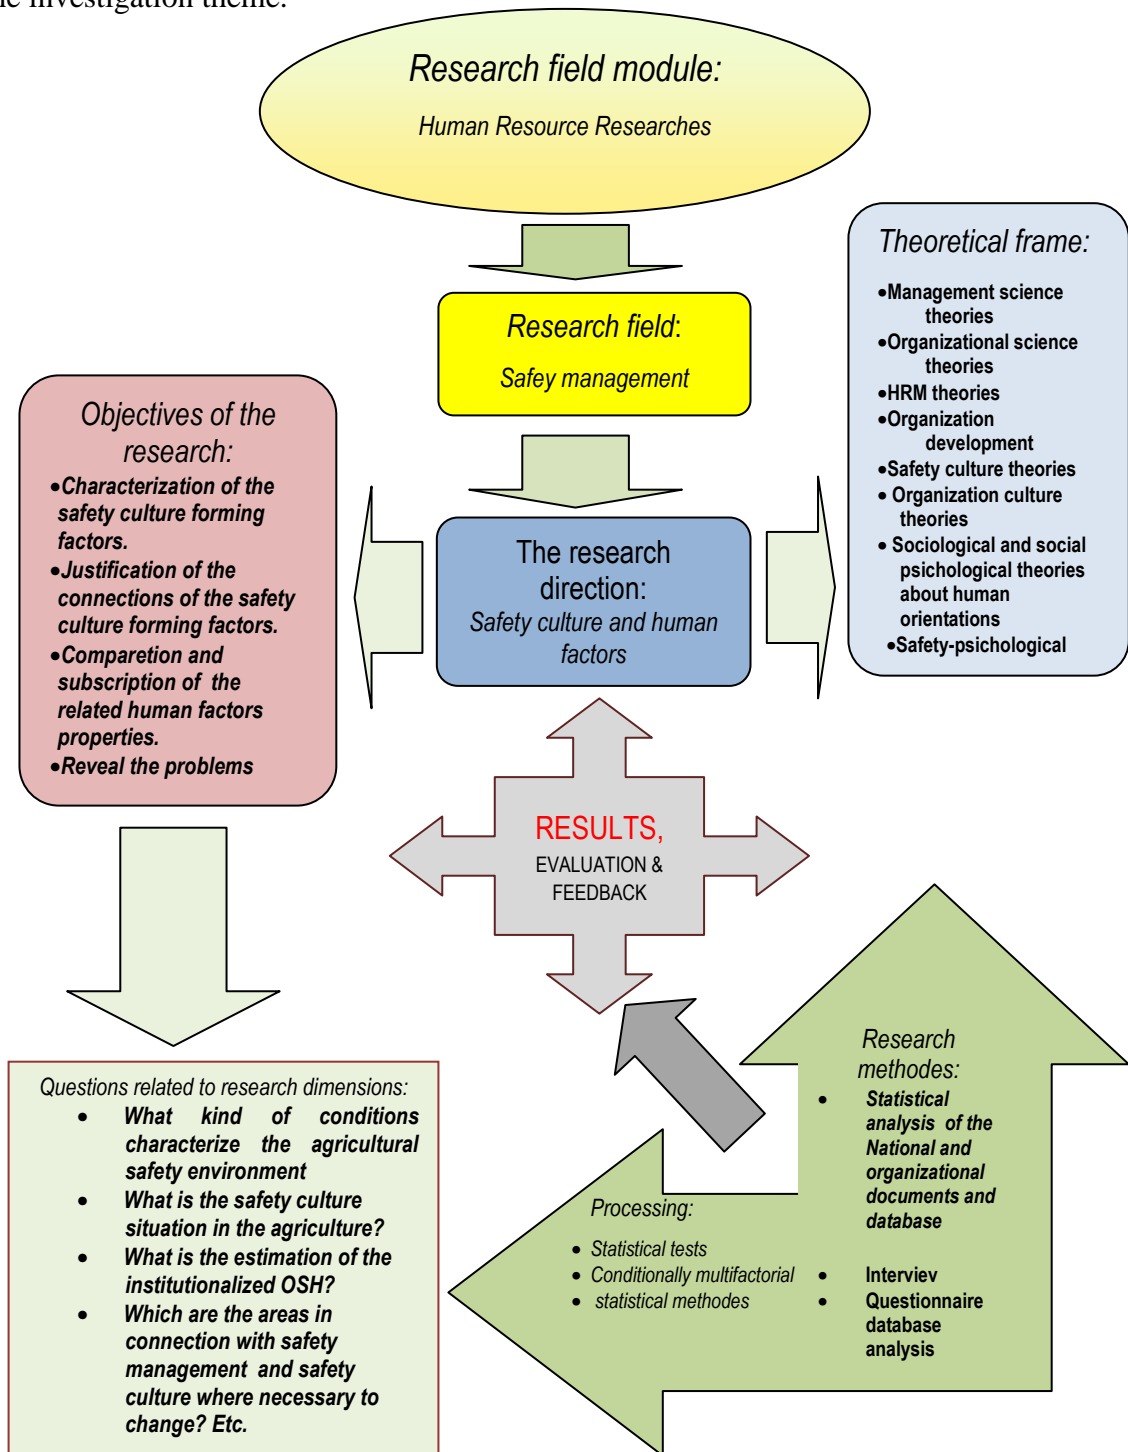 ne investigation theme.
Research field module:
Human Resource Researches
Research field:
Safey management
Theoretical frame:
•Management science
theories
•Organizational science
theories
•HRM theories
•Organization
development
•Safety culture theories
• Organization culture
theories
• Sociological and social
psichological theories
about human
orientations
•Safety-psichological
Objectives of the
research:
•Characterization of the
safety culture forming
factors.
•Justification of the
connections of the safety
culture forming factors.
•Comparetion and
subscription of the
related human factors
properties.
•Reveal the problems
The research
direction:
Safety culture and human
factors
RESULTS,
EVALUATION &
FEEDBACK
Questions related to research dimensions:
• What kind of conditions
characterize the agricultural
safety environment
• What is the safety culture
situation in the agriculture?
• What is the estimation of the
institutionalized OSH?
• Which are the areas in
connection with safety
management and safety
culture where necessary to
change? Etc.
Processing:
• Statistical tests
• Conditionally multifactorial
• statistical methodes
Research
methodes:
• Statistical
analysis of the
National and
organizational
documents and
database
• Interviev
• Questionnaire
database
analysis